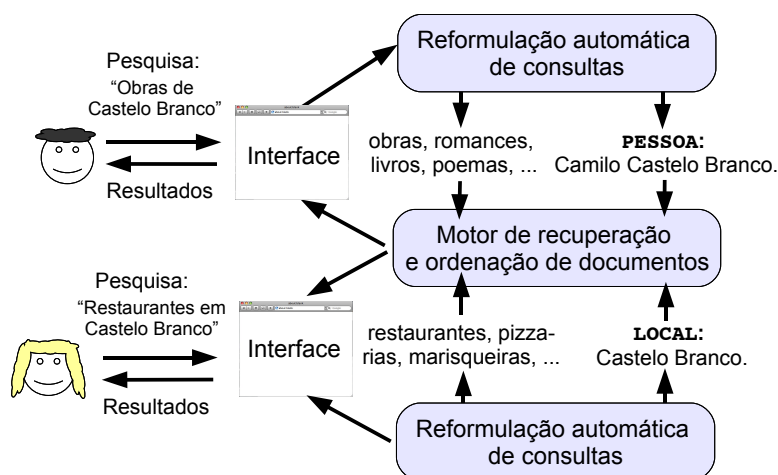 Reformulação automática
de consultas
Pesquisa:
“Obras de
Castelo Branco”
Interface
Resultados
obras, romances,
livros, poemas, ...
PESSOA:
Camilo Castelo Branco.
Motor de recuperação
e ordenação de documentos
Pesquisa:
“Restaurantes em
Castelo Branco”
Interface
Resultados
restaurantes, pizza-
rias, marisqueiras, ...
LOCAL:
Castelo Branco.
Reformulação automática
de consultas